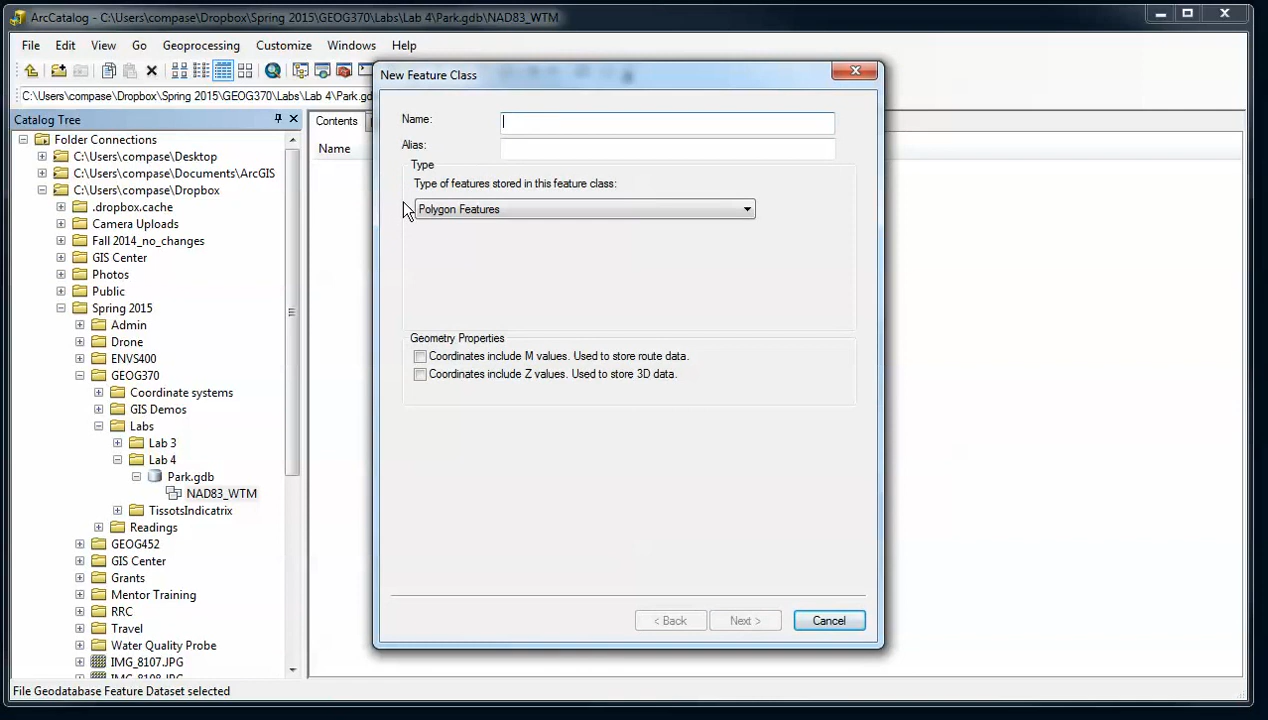 ArcCatalog - C:\Users\compase\Dropbox\Spring 2015\GEOG370\Labs\Lab 4\Park.gdb\NAD83_WTM
File Edit View Go Geoprocessing Customize Windows Help
C:\Users\compase\Dropbox\Spring 2015\GEOG370\Labs\Lab 4\Park.gd
Catalog Tree
Folder Connections
C:\Users\compase\Desktop
C:\Users\compase\Documents\ArcGIS
C:\Users\compase\Dropbox
.dropbox.cache
Camera Uploads
Fall 2014_no_changes
GIS Center
Photos
Public
Spring 2015
Admin
Drone
ENVS400
GEOG370
Coordinate systems
GIS Demos
Labs
Lab 3
Lab 4
Park.gdb
NAD83_WTM
TissotsIndicatrix
Readings
GEOG452
GIS Center
Grants
Mentor Training
RRC
Travel
Water Quality Probe
IMG_8107.JPG
IMG_8108.JPG
File Geodatabase Feature Dataset selected
Contents
Name
New Feature Class
Name:
Alias:
Type
Type of features stored in this feature class:
Polygon Features
Geometry Properties
Coordinates include M values. Used to store route data.
Coordinates include Z values. Used to store 3D data.
< Back Next > Cancel